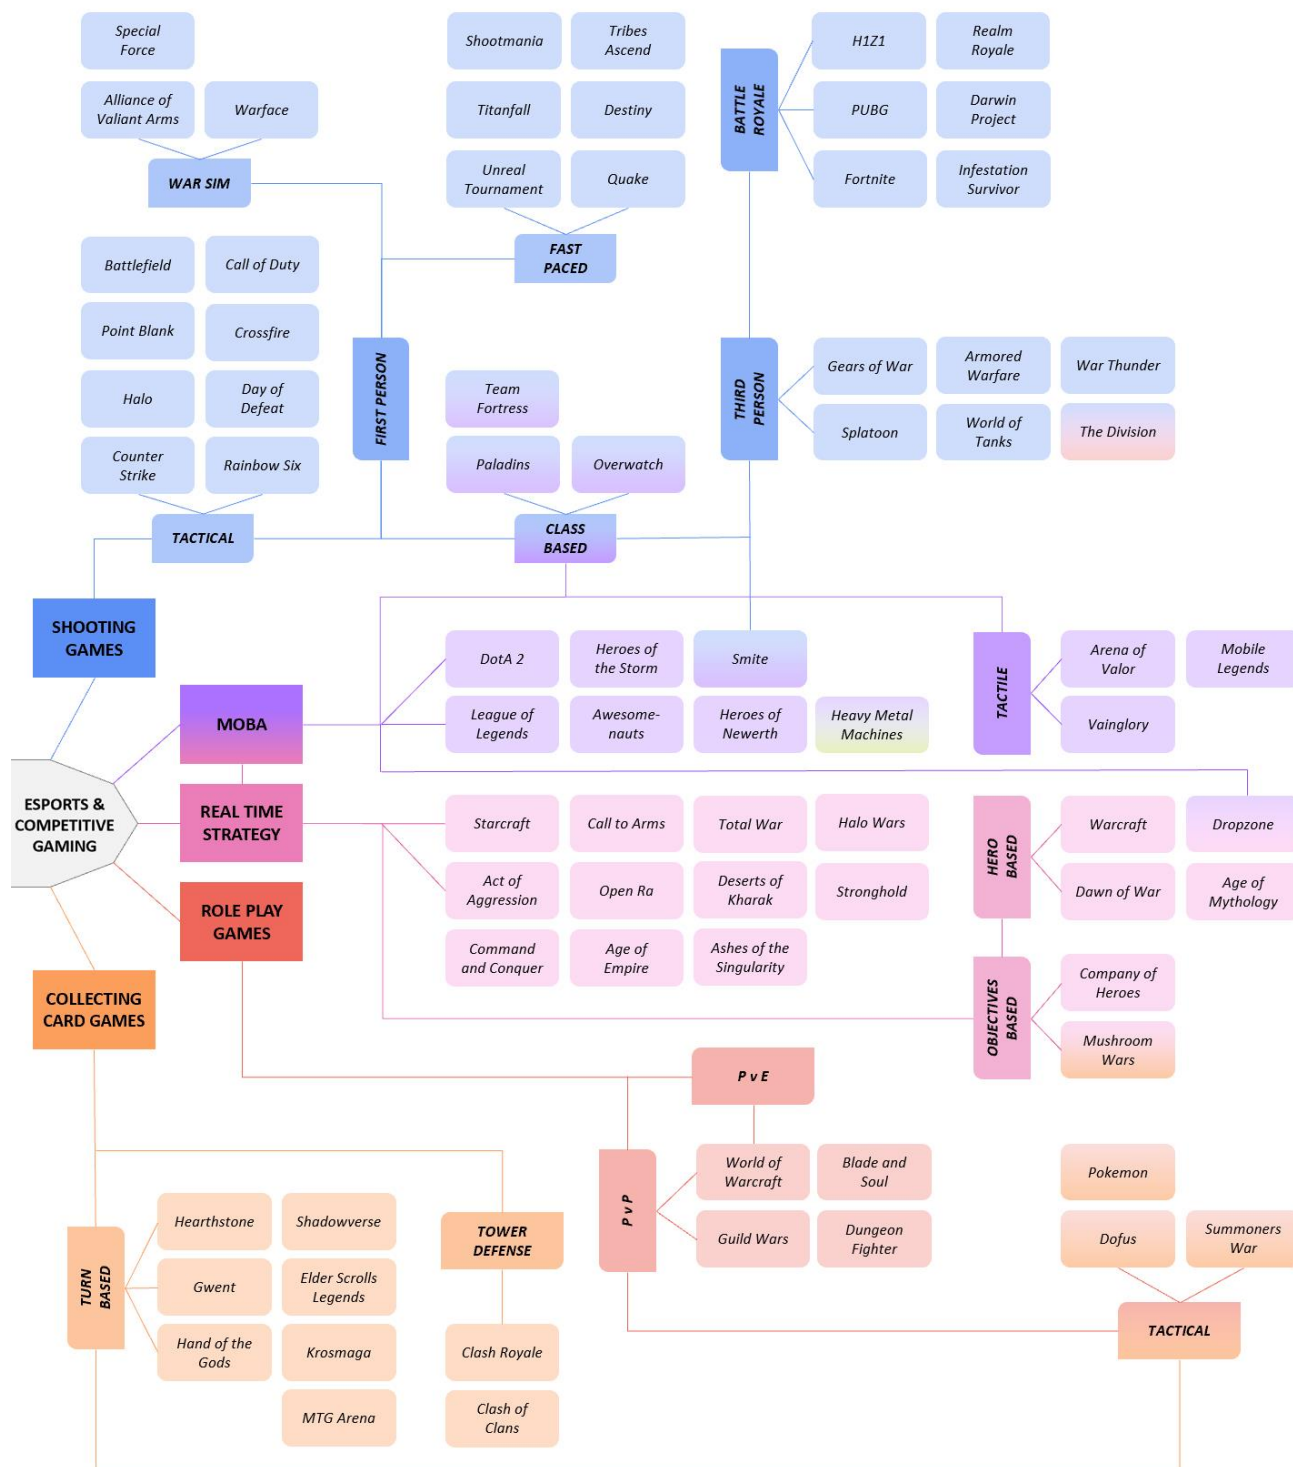 Special
Force
Alliance of
Valiant Arms
Warface
WAR SIM
Shootmania
Tribes
Ascend
Titanfall
Destiny
Unreal
Tournament
Quake
FAST
PACED
BATTLE
ROYALE
H1Z1
Realm
Royale
PUBG
Darwin
Project
Fortnite
Infestation
Survivor
Battlefield
Call of Duty
Point Blank
Crossfire
Halo
Day of
Defeat
Counter
Strike
Rainbow Six
TACTICAL
FIRST PERSON
Team
Fortress
Paladins
Overwatch
CLASS
BASED
THIRD
PERSON
Gears of War
Armored
Warfare
War Thunder
Splatoon
World of
Tanks
The Division
SHOOTING
GAMES
MOBA
DotA 2
Heroes of
the Storm
Smite
League of
Legends
Awesome-
nauts
Heroes of
Newerth
Heavy Metal
Machines
TACTILE
Arena of
Valor
Mobile
Legends
Vainglory
ESPORTS &
COMPETITIVE
GAMING
REAL TIME
STRATEGY
Starcraft
Call to Arms
Total War
Halo Wars
Act of
Aggression
Open Ra
Deserts of
Kharak
Stronghold
Command
and Conquer
Age of
Empire
Ashes of the
Singularity
HERO
BASED
Warcraft
Dropzone
Dawn of War
Age of
Mythology
OBJECTIVES
BASED
Company of
Heroes
Mushroom
Wars
ROLE PLAY
GAMES
COLLECTING
CARD GAMES
P v E
P v P
World of
Warcraft
Blade and
Soul
Guild Wars
Dungeon
Fighter
Pokemon
Dofus
Summoners
War
TACTICAL
TURN
BASED
Hearthstone
Shadowverse
Gwent
Elder Scrolls
Legends
Hand of the
Gods
Krosmaga
MTG Arena
TOWER
DEFENSE
Clash Royale
Clash of
Clans